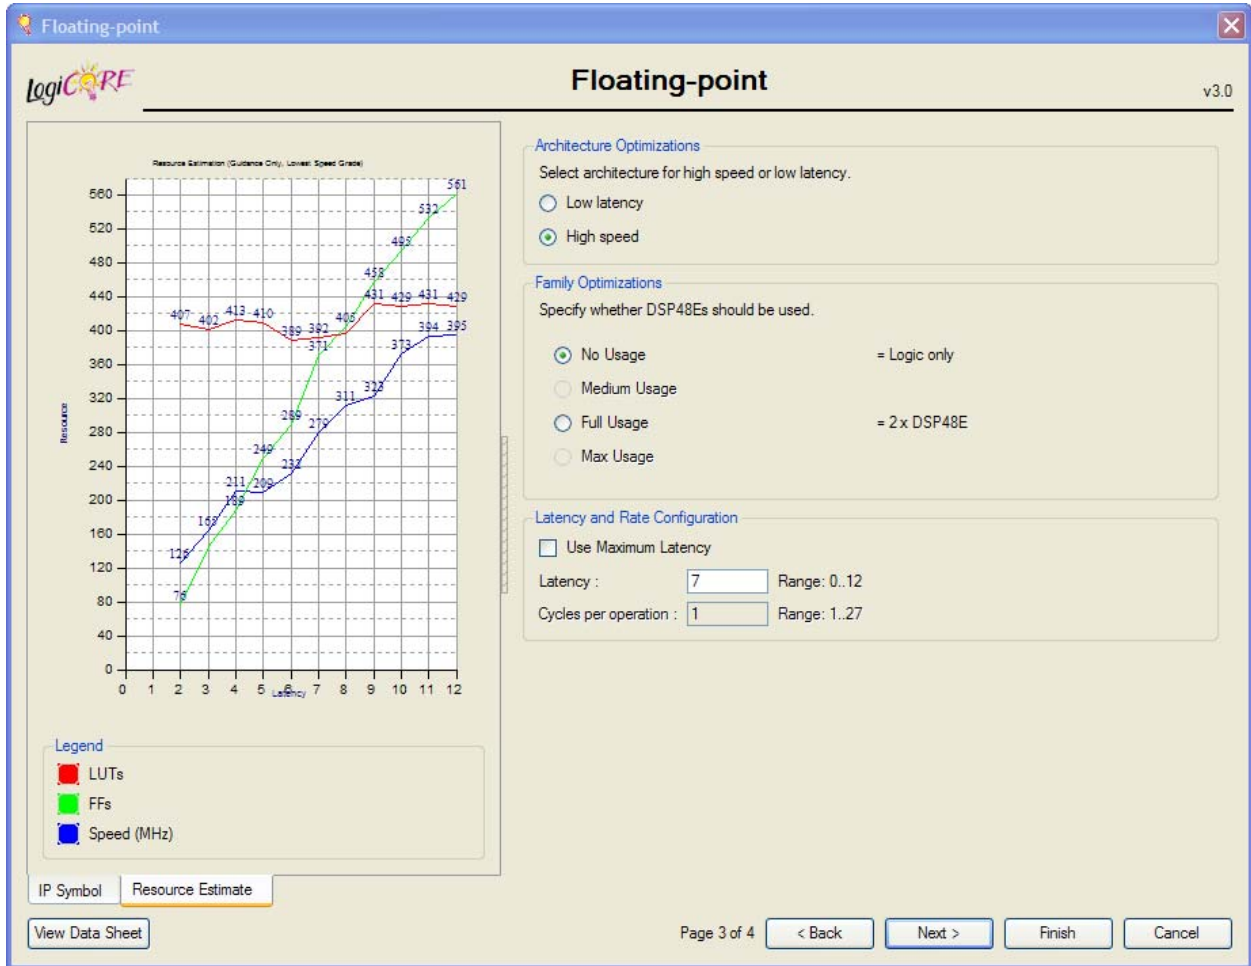 Floating-point
LogiCORE
Floating-point
v3.0
Resource Estimation (Guidance Only, Lowest Speed Grade)
560
520
480
440
400
360
320
280
240
200
160
120
80
40
0
Resource
0 1 2 3 4 5 6 7 8 9 10 11 12
Latency
407 402 413 410 389 392 431 429 431 429
76 189 249 289 371 405 458 495 532 561
126 165 211 209 232 279 311 323 373 394 395
Legend
LUTs
FFs
Speed (MHz)
IP Symbol
Resource Estimate
View Data Sheet
Architecture Optimizations
Select architecture for high speed or low latency.
Low latency
High speed
Family Optimizations
Specify whether DSP48Es should be used.
No Usage = Logic only
Medium Usage
Full Usage = 2 x DSP48E
Max Usage
Latency and Rate Configuration
Use Maximum Latency
Latency : 7 Range: 0..12
Cycles per operation : 1 Range: 1..27
Page 3 of 4
< Back
Next >
Finish
Cancel